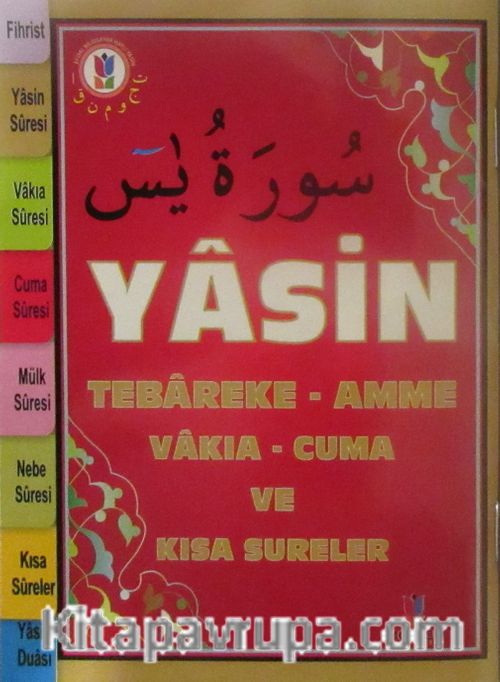 Fihrist
Yâsin
Sûresi
Vâkıa
Sûresi
Cuma
Sûresi
Mülk
Sûresi
Nebe
Sûresi
Kısa
Sûreler
Duâsı
سُورَةُ يٰسٓ
YÂSİN
TEBÂREKE - AMME
VÂKIA - CUMA
VE
KISA SURELER
Kitapavrupa.com